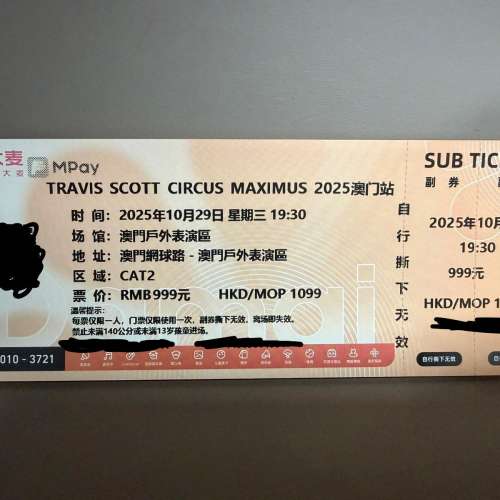 大麦
MPay
TRAVIS SCOTT CIRCUS MAXIMUS 2025澳门站
时 间：2025年10月29日 星期三 19:30
场 馆：澳門戶外表演區
地 址：澳門網球路 - 澳門戶外表演區
区 域：CAT2
票 价：RMB999元 HKD/MOP 1099
温馨提示：
每票仅限一人，门票仅限使用一次，副券撕下无效，离场即失效。
禁止未满140公分或未满13岁孩童进场。
010 - 3721
自行撕下无效
SUB TIC
副 券
2025年10月
19:30
999元
HKD/MOP 1
自行撕下无效